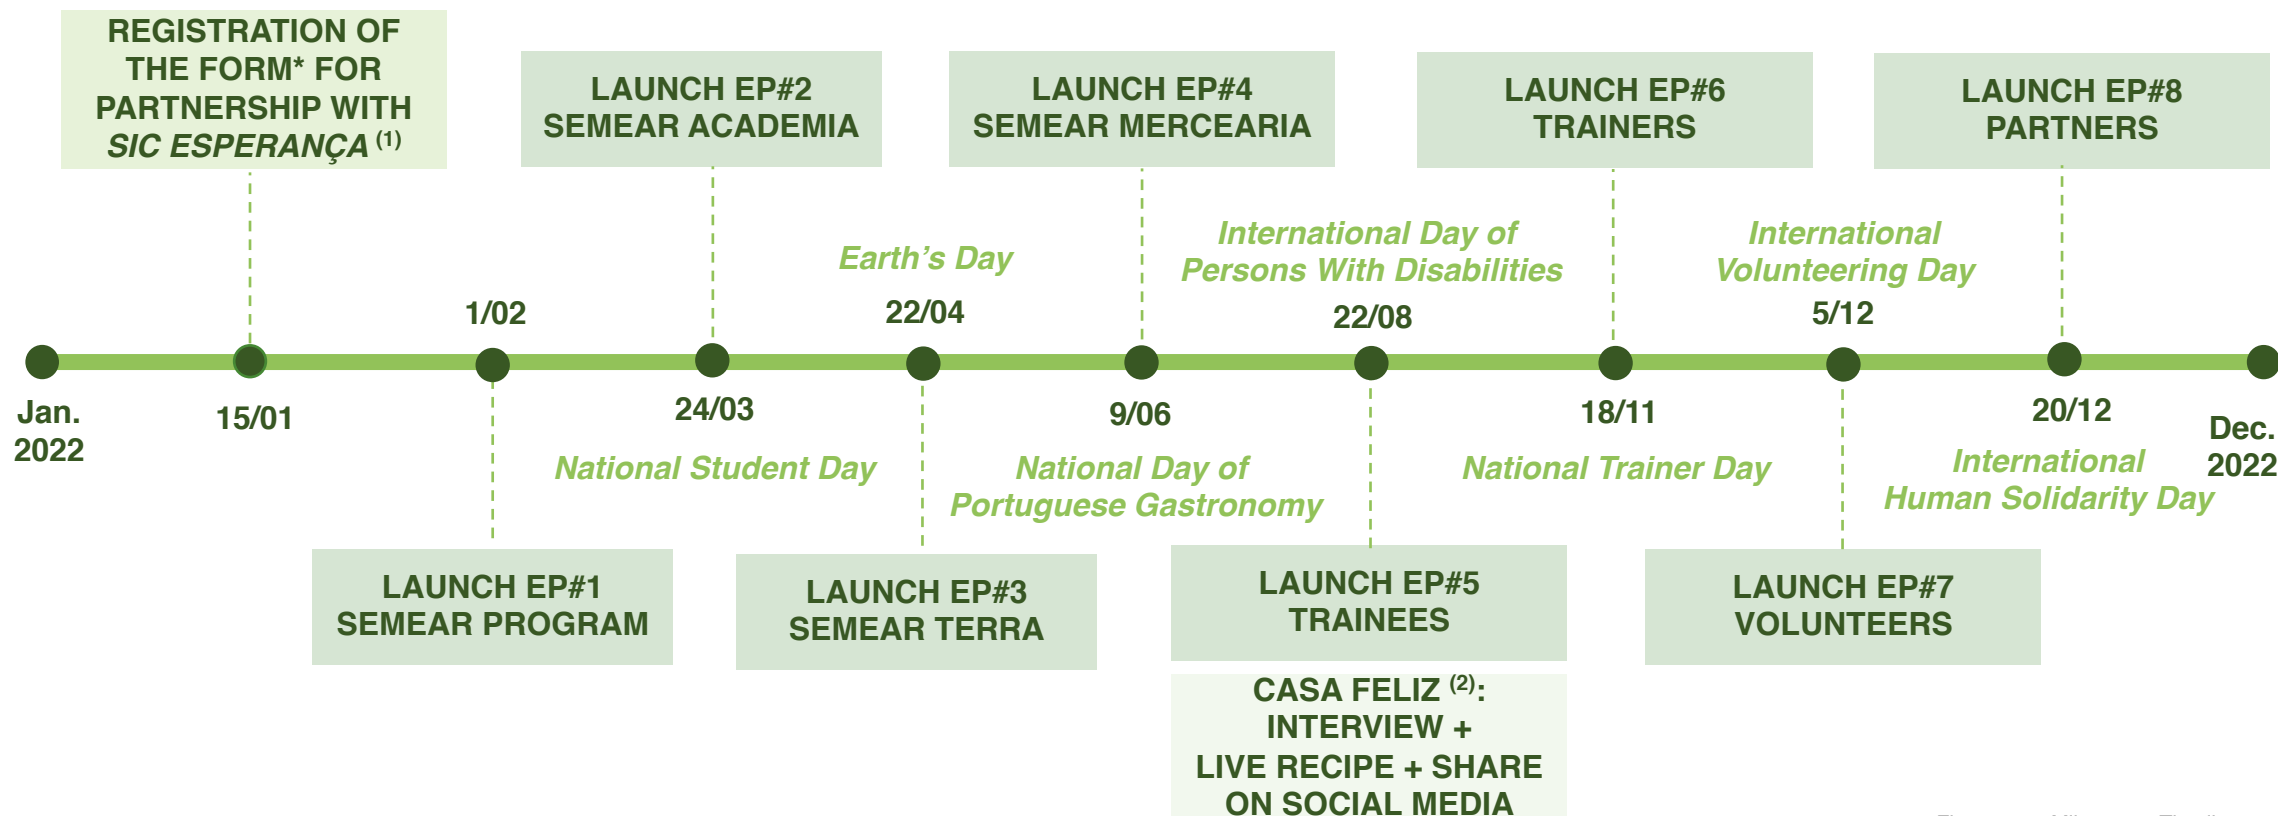 REGISTRATION OF
THE FORM* FOR
PARTNERSHIP WITH
SIC ESPERANÇA (1)
LAUNCH EP#2
SEMEAR ACADEMIA
LAUNCH EP#4
SEMEAR MERCEARIA
LAUNCH EP#6
TRAINERS
LAUNCH EP#8
PARTNERS
Earth's Day
International Day of
Persons With Disabilities
International
Volunteering Day
1/02
22/04
22/08
5/12
Jan.
2022
15/01
24/03
9/06
18/11
20/12
Dec.
2022
National Student Day
National Day of
Portuguese Gastronomy
National Trainer Day
International
Human Solidarity Day
LAUNCH EP#1
SEMEAR PROGRAM
LAUNCH EP#3
SEMEAR TERRA
LAUNCH EP#5
TRAINEES
LAUNCH EP#7
VOLUNTEERS
CASA FELIZ (2):
INTERVIEW +
LIVE RECIPE + SHARE
ON SOCIAL MEDIA